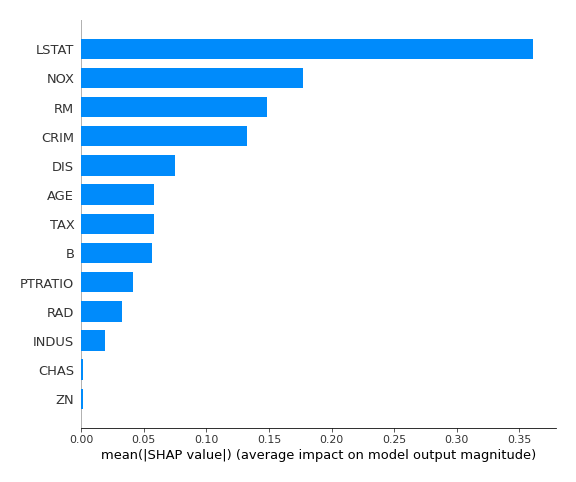 LSTAT
NOX
RM
CRIM
DIS
AGE
TAX
B
PTRATIO
RAD
INDUS
CHAS
ZN
0.00 0.05 0.10 0.15 0.20 0.25 0.30 0.35
mean(|SHAP value|) (average impact on model output magnitude)